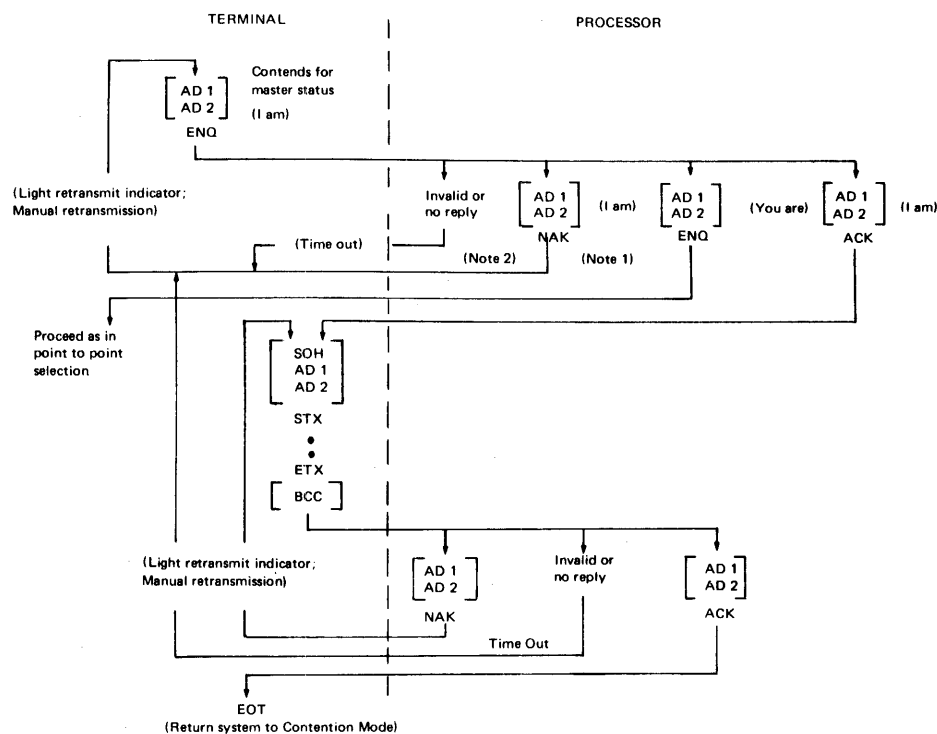 TERMINAL
PROCESSOR
AD 1
AD 2
ENQ
Contends for
master status
(I am)
(Light retransmit indicator;
Manual retransmission)
Invalid or
no reply
AD 1
AD 2
NAK
(I am)
AD 1
AD 2
ENQ
(You are)
AD 1
AD 2
ACK
(I am)
(Time out)
(Note 2)
(Note 1)
Proceed as in
point to point
selection
SOH
AD 1
AD 2
STX
ETX
BCC
(Light retransmit indicator;
Manual retransmission)
AD 1
AD 2
NAK
Invalid or
no reply
AD 1
AD 2
ACK
Time Out
EOT
(Return system to Contention Mode)